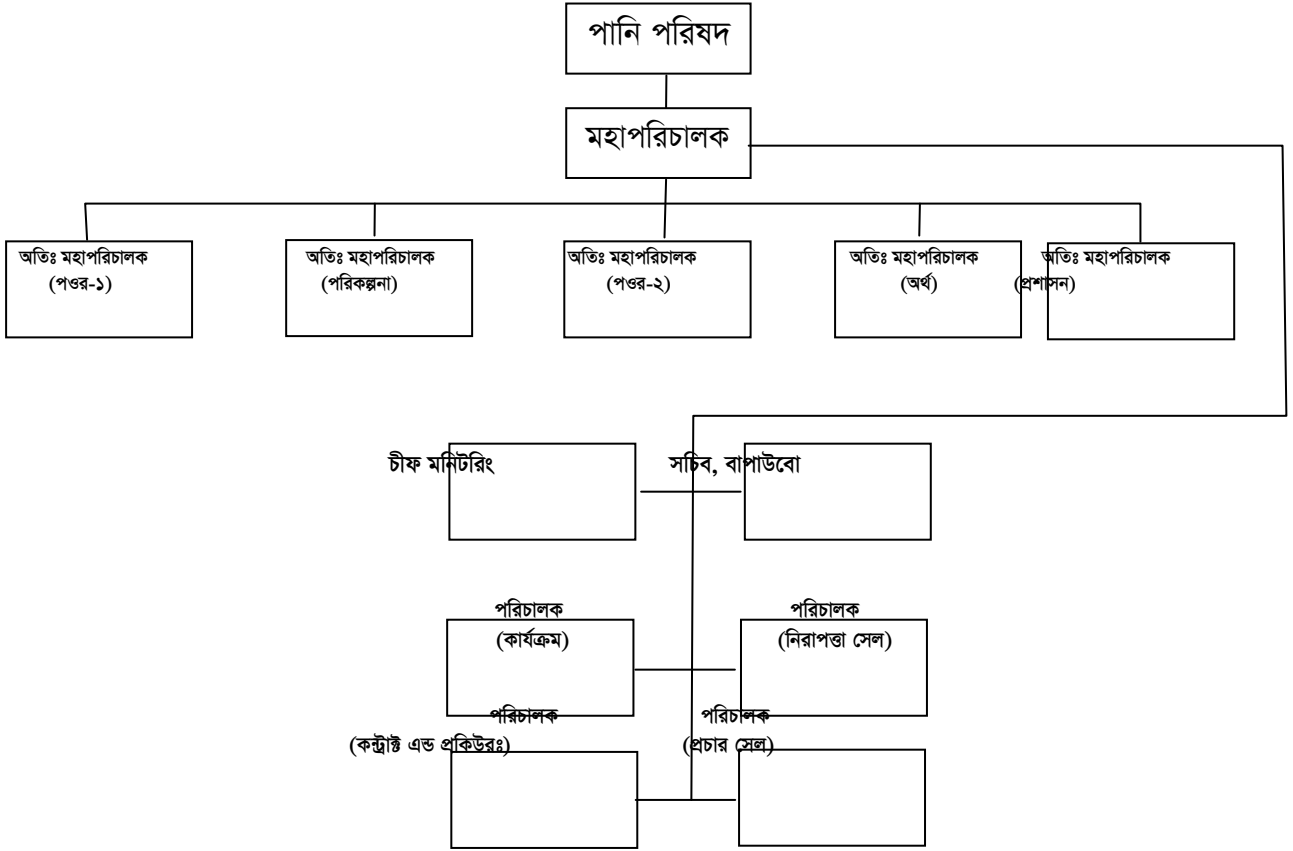 পানি পরিষদ
মহাপরিচালক
অতিঃ মহাপরিচালক
(পওর-১)
অতিঃ মহাপরিচালক
(পরিকল্পনা)
অতিঃ মহাপরিচালক
(পওর-২)
অতিঃ মহাপরিচালক
(অর্থ)
অতিঃ মহাপরিচালক
(প্রশাসন)
চীফ মনিটরিং
সচিব, বাপাউবো
পরিচালক
(কার্যক্রম)
পরিচালক
(নিরাপত্তা সেল)
পরিচালক
(কন্ট্রাক্ট এন্ড প্রকিউরঃ)
পরিচালক
(প্রচার সেল)